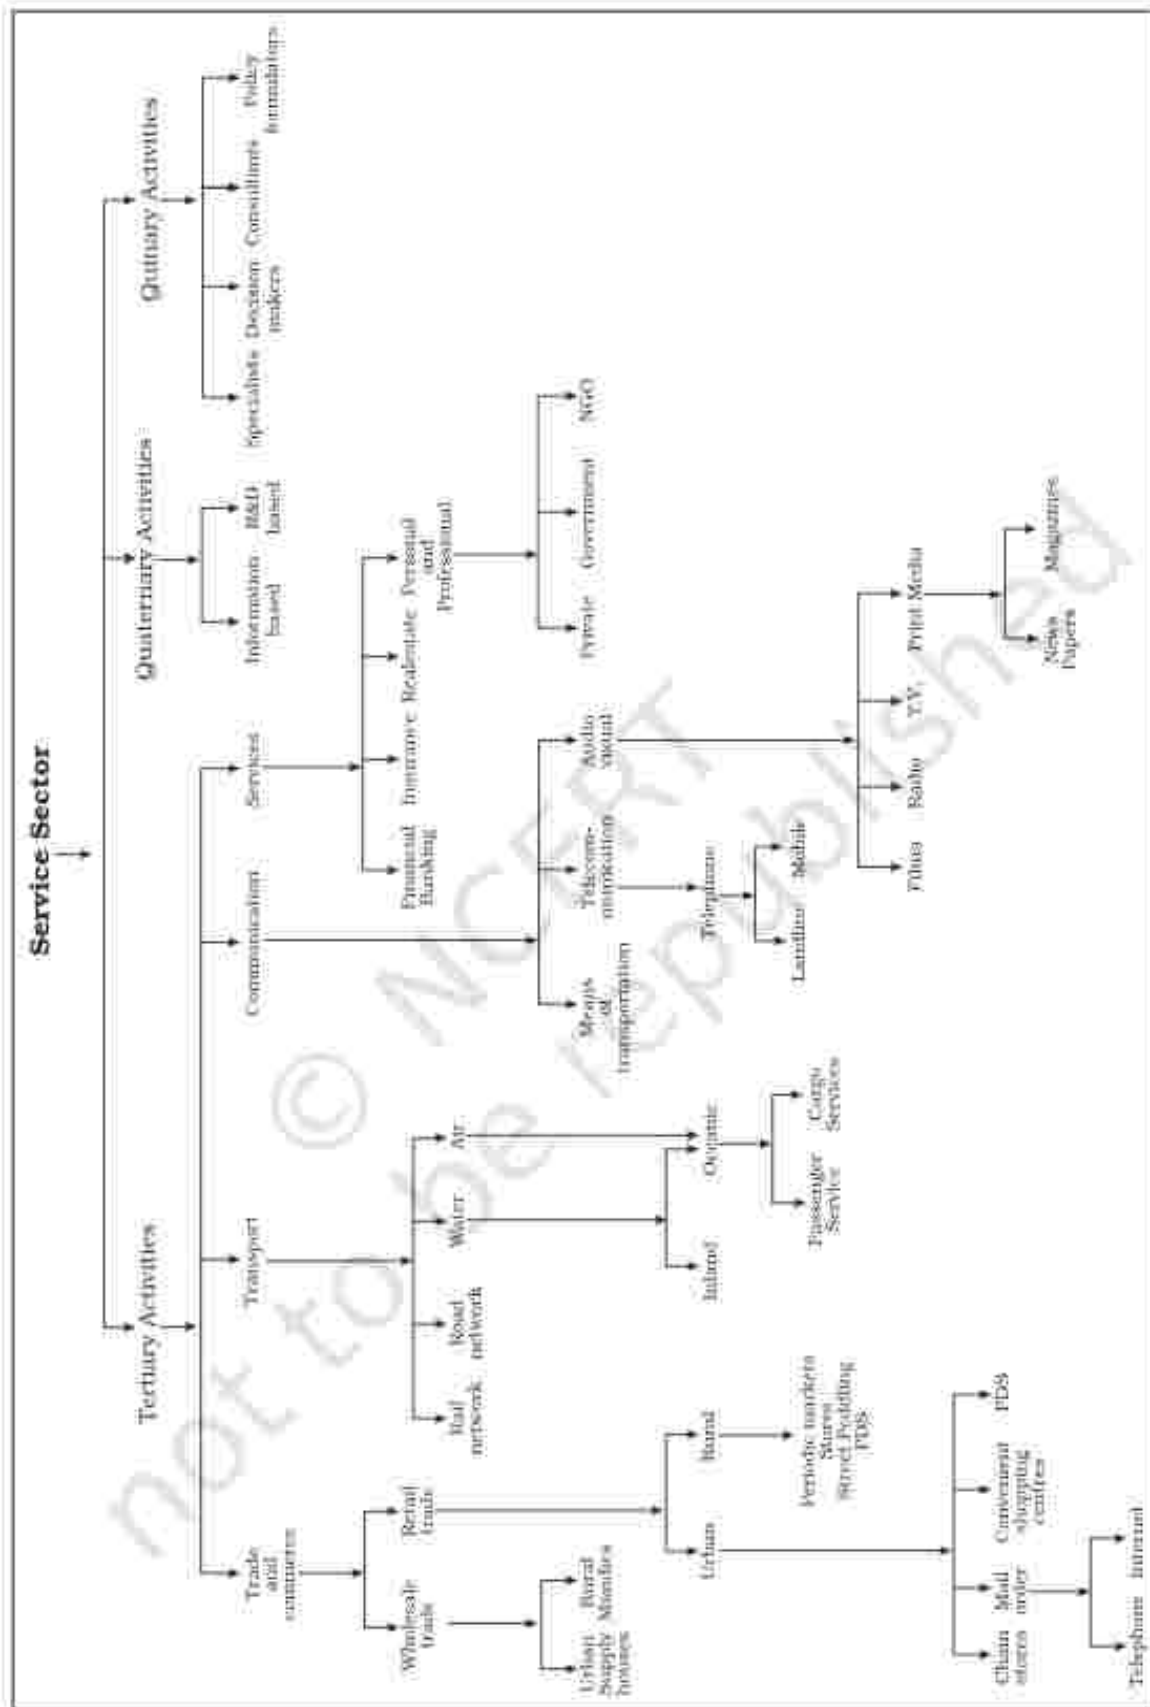 Service Sector
Tertiary Activities
Quaternary Activities
Quinary Activities
Trade
and
commerce
Transport
Communication
Services
Information
based
R&D
based
Specialists
Decision
makers
Consultants
Policy
formulators
Wholesale
trade
Retail
trade
Rail
network
Road
network
Water
Air
Financial
Banking
Insurance
Realestate
Personal
and
Professional
Urban
Supply
houses
Rural
Mandies
Means
of
transportation
Telecom-
munication
Audio
visual
Private
Government
NGO
Urban
Rural
Inland
Oceanic
Telephone
Periodic markets
Stores
Street Peddling
PDS
Passenger
Service
Cargo
Services
Landline
Mobile
Films
Radio
T.V.
Print Media
Chain
stores
Mail
order
Convenient
shopping
centres
PDS
News
Papers
Magazines
Telephone
Internet
© NCERT
not to be republished